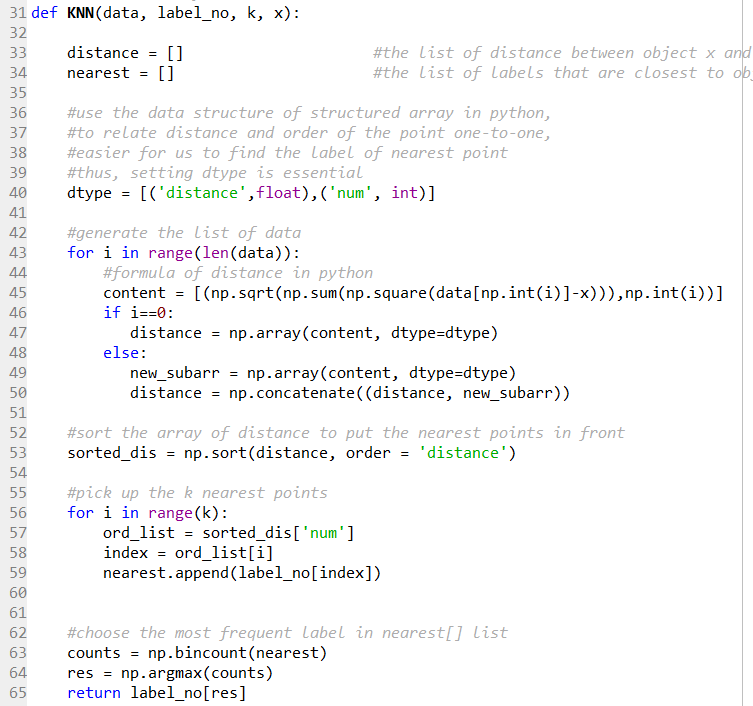 31 def KNN(data, label_no, k, x):
32
33     distance = []                     #the list of distance between object x and
34     nearest = []                      #the list of labels that are closest to
35
36     #use the data structure of structured array in python,
37     #to relate distance and order of the point one-to-one,
38     #easier for us to find the label of nearest point
39     #thus, setting dtype is essential
40     dtype = [('distance',float),('num', int)]
41
42     #generate the list of data
43     for i in range(len(data)):
44         #formula of distance in python
45         content = [(np.sqrt(np.sum(np.square(data[np.int(i)]-x))),np.int(i))]
46         if i==0:
47            distance = np.array(content, dtype=dtype)
48         else:
49            new_subarr = np.array(content, dtype=dtype)
50            distance = np.concatenate((distance, new_subarr))
51
52     #sort the array of distance to put the nearest points in front
53     sorted_dis = np.sort(distance, order = 'distance')
54
55     #pick up the k nearest points
56     for i in range(k):
57         ord_list = sorted_dis['num']
58         index = ord_list[i]
59         nearest.append(label_no[index])
60
61
62     #choose the most frequent label in nearest[] list
63     counts = np.bincount(nearest)
64     res = np.argmax(counts)
65     return label_no[res]